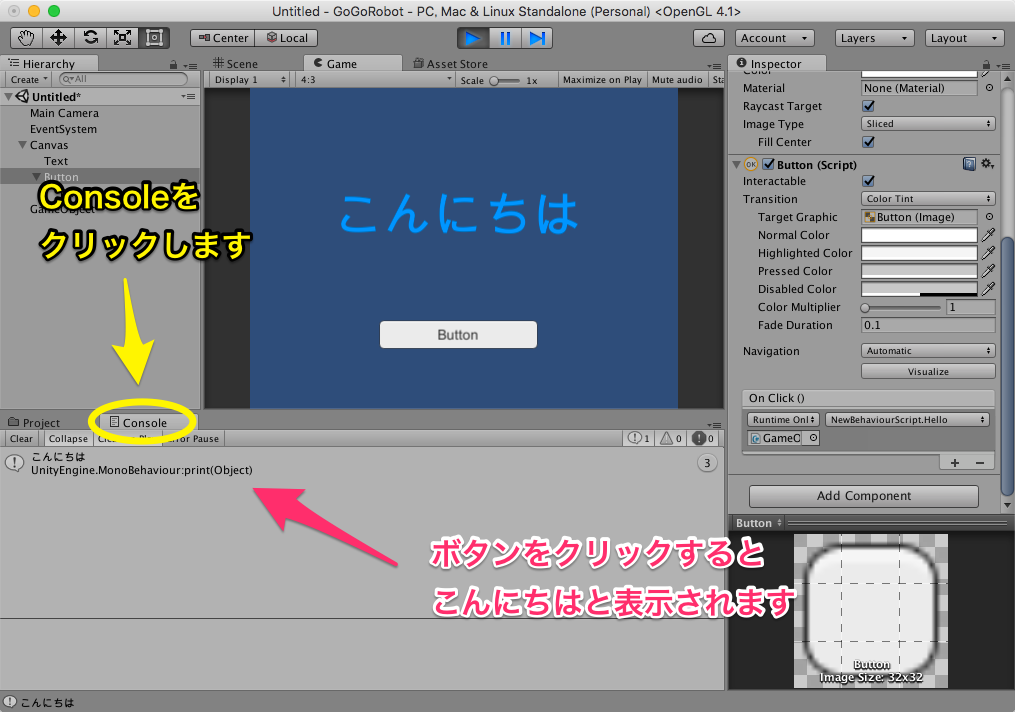 Untitled - GoGoRobot - PC, Mac & Linux Standalone (Personal) <OpenGL 4.1>
Center Local Account Layers Layout
Hierarchy
Create All
Untitled*
Main Camera
EventSystem
Canvas
Text
Button
GameObject
Consoleを
クリックします
Scene Game Asset Store
Display 1 4:3 Scale 1x Maximize on Play Mute audio Sta
こんにちは
Button
Inspector
Color
Material None (Material)
Raycast Target
Image Type Sliced
Fill Center
OK Button (Script)
Interactable
Transition Color Tint
Target Graphic Button (Image)
Normal Color
Highlighted Color
Pressed Color
Disabled Color
Color Multiplier 1
Fade Duration 0.1
Navigation Automatic
Visualize
On Click ()
Runtime Onl NewBehaviourScript.Hello
GameO
Add Component
Button
Button
Image Size: 32x32
Project Console
Clear Collapse Error Pause 1 0 0
こんにちは
UnityEngine.MonoBehaviour:print(Object)
3
ボタンをクリックすると
こんにちはと表示されます
こんにちは